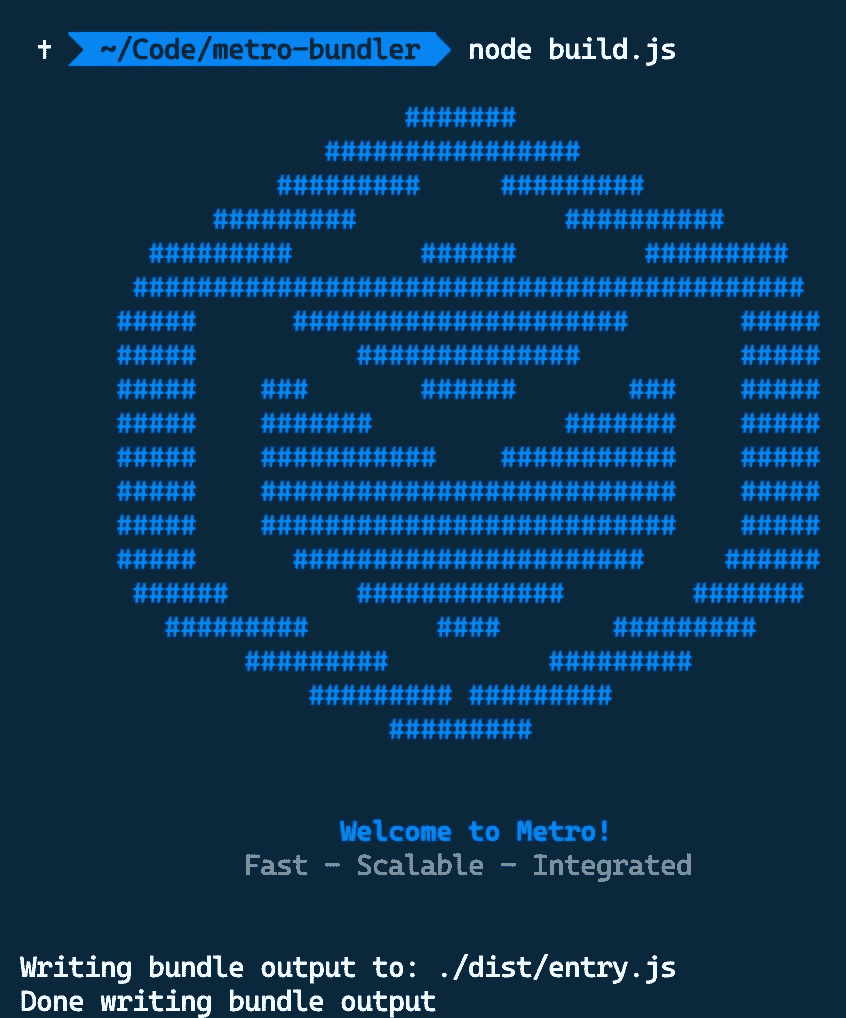 † ~/Code/metro-bundler node build.js
#######
################
######### #########
######### ##########
######### ###### #########
##########################################
##### ##################### #####
##### ############## #####
##### ### ###### ### #####
##### ####### ####### #####
##### ########### ########### #####
##### ########################## #####
##### ########################## #####
##### ###################### ######
###### ############# #######
######### #### #########
######### #########
######### #########
#########
Welcome to Metro!
Fast - Scalable - Integrated
Writing bundle output to: ./dist/entry.js
Done writing bundle output